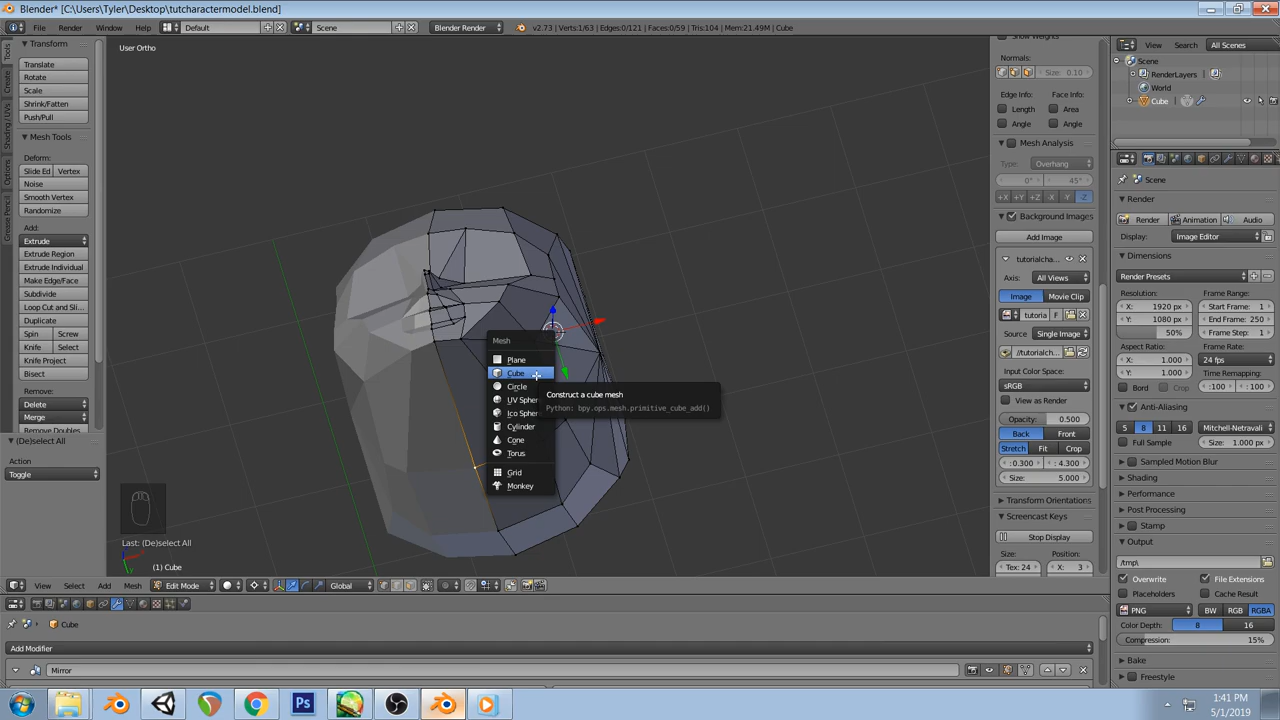 Blender* [C:\Users\Tyler\Desktop\tutcharactermodel.blend]
File Render Window Help Default Scene Blender Render v2.73 | Verts:1/63 | Edges:0/121 | Faces:0/59 | Tris:104 | Mem:21.49M | Cube
Tools
Create
Shading / UVs
Options
Grease Pencil
Transform
Translate
Rotate
Scale
Shrink/Fatten
Push/Pull
Mesh Tools
Deform:
Slide Ed Vertex
Noise
Smooth Vertex
Randomize
Add:
Extrude
Extrude Region
Extrude Individual
Make Edge/Face
Subdivide
Loop Cut and Sli...
Duplicate
Spin Screw
Knife Select
Knife Project
Bisect
Remove:
Delete
Merge
(De)select All
Action
Toggle
User Ortho
Mesh
Plane
Cube
Circle
UV Spher
Ico Spher
Cylinder
Cone
Torus
Grid
Monkey
Construct a cube mesh
Python: bpy.ops.mesh.primitive_cube_add()
Last: (De)select All
(1) Cube
View Select Add Mesh Edit Mode Global
Cube
Add Modifier
Mirror
Normals:
Size: 0.10
Edge Info: Face Info:
Length Area
Angle Angle
Mesh Analysis
Type: Overhang
0° 45°
+X +Y +Z -X -Y -Z
Background Images
Add Image
tutorialcha...
Axis: All Views
Image Movie Clip
tutoria F
Source Single Image
//tutorialch...
Input Color Space:
sRGB
View as Render
Opacity: 0.500
Back Front
Stretch Fit Crop
:0.300 : 4.300
Size: 5.000
Transform Orientations
Screencast Keys
Stop Display
Size: Position:
Tex: 24 X: 3
View Search All Scenes
Scene
RenderLayers
World
Cube
Scene
Render
Render Animation Audio
Display: Image Editor
Dimensions
Render Presets
Resolution: Frame Range:
X: 1920 px Start Frame: 1
Y: 1080 px End Frame: 250
50% Frame Step: 1
Aspect Ratio: Frame Rate:
X: 1.000 24 fps
Y: 1.000 Time Remapping:
Bord Crop :100 :100
Anti-Aliasing
5 8 11 16 Mitchell-Netravali
Full Sample Size: 1.000 px
Sampled Motion Blur
Shading
Performance
Post Processing
Stamp
Output
/tmp\
Overwrite File Extensions
Placeholders Cache Result
PNG BW RGB RGBA
Color Depth: 8 16
Compression: 15%
Bake
Freestyle
Ps
1:41 PM
5/1/2019